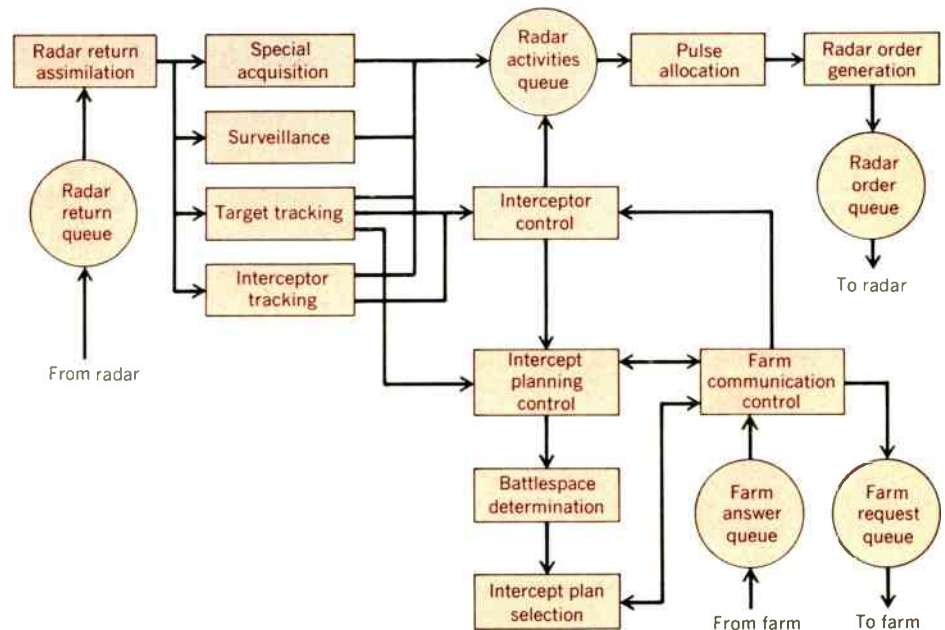 Radar return
assimilation
Special
acquisition
Radar
activities
queue
Pulse
allocation
Radar order
generation
Surveillance
Radar
return
queue
Target tracking
Interceptor
control
Radar
order
queue
Interceptor
tracking
To radar
From radar
Intercept
planning
control
Farm
communication
control
Battlespace
determination
Farm
answer
queue
Farm
request
queue
Intercept plan
selection
From farm
To farm